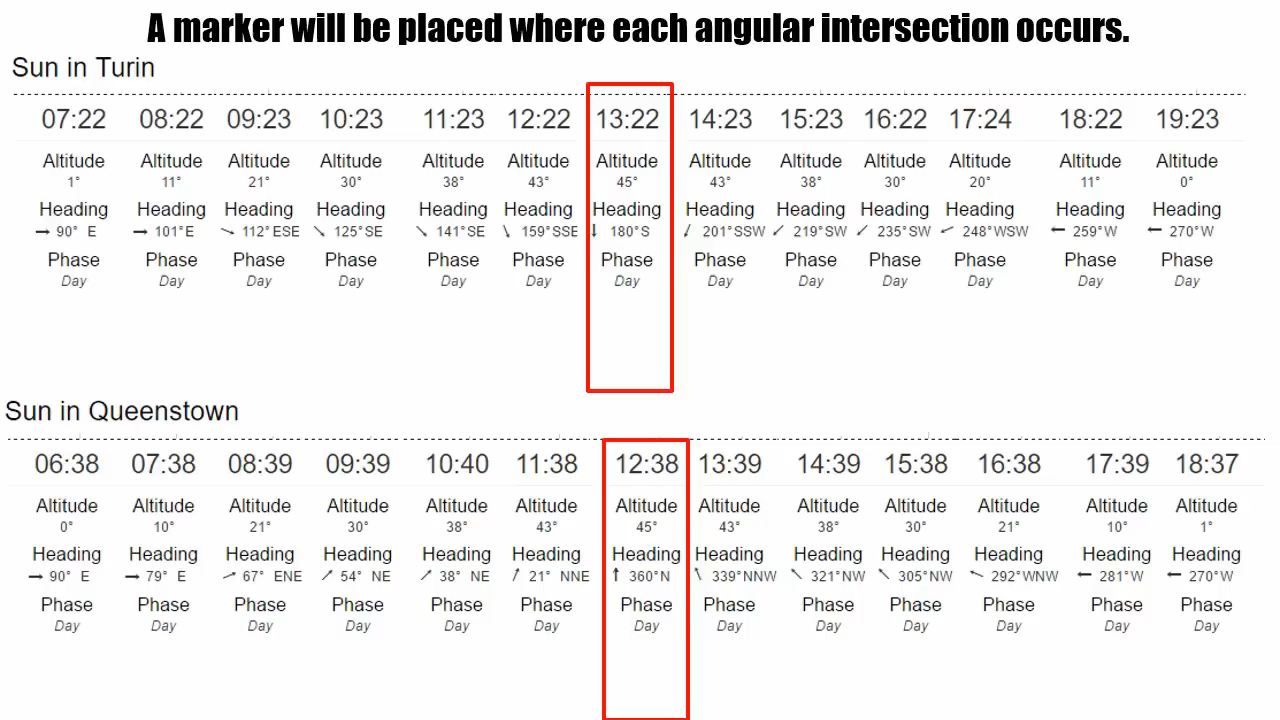 A marker will be placed where each angular intersection occurs.
Sun in Turin
07:22 08:22 09:23 10:23 11:23 12:22 13:22 14:23 15:23 16:22 17:24 18:22 19:23
Altitude Altitude Altitude Altitude Altitude Altitude Altitude Altitude Altitude Altitude Altitude Altitude Altitude
1° 11° 21° 30° 38° 43° 45° 43° 38° 30° 20° 11° 0°
Heading Heading Heading Heading Heading Heading Heading Heading Heading Heading Heading Heading Heading
90° E 101°E 112°ESE 125°SE 141°SE 159°SSE 180°S 201°SSW 219°SW 235°SW 248°WSW 259°W 270°W
Phase Phase Phase Phase Phase Phase Phase Phase Phase Phase Phase Phase Phase
Day Day Day Day Day Day Day Day Day Day Day Day Day
Sun in Queenstown
06:38 07:38 08:39 09:39 10:40 11:38 12:38 13:39 14:39 15:38 16:38 17:39 18:37
Altitude Altitude Altitude Altitude Altitude Altitude Altitude Altitude Altitude Altitude Altitude Altitude Altitude
0° 10° 21° 30° 38° 43° 45° 43° 38° 30° 21° 10° 1°
Heading Heading Heading Heading Heading Heading Heading Heading Heading Heading Heading Heading Heading
90° E 79° E 67° ENE 54° NE 38° NE 21° NNE 360°N 339°NNW 321°NW 305°NW 292°WNW 281°W 270°W
Phase Phase Phase Phase Phase Phase Phase Phase Phase Phase Phase Phase Phase
Day Day Day Day Day Day Day Day Day Day Day Day Day